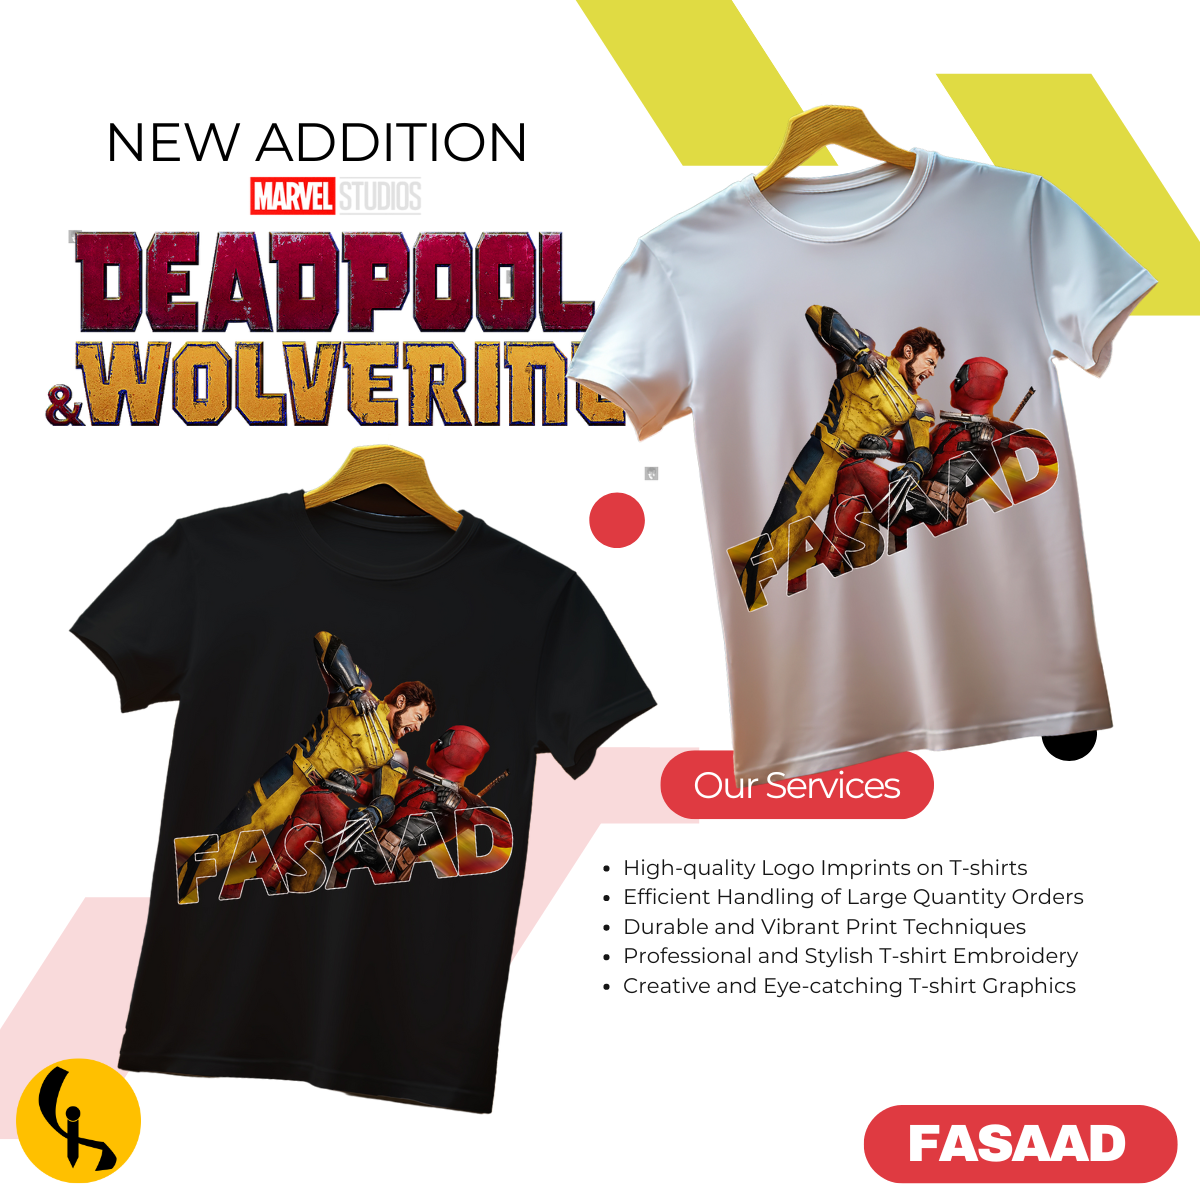 NEW ADDITION
MARVEL STUDIOS
DEADPOOL
& WOLVERINE
FASAAD
FASAAD
Our Services
• High-quality Logo Imprints on T-shirts
• Efficient Handling of Large Quantity Orders
• Durable and Vibrant Print Techniques
• Professional and Stylish T-shirt Embroidery
• Creative and Eye-catching T-shirt Graphics
FASAAD